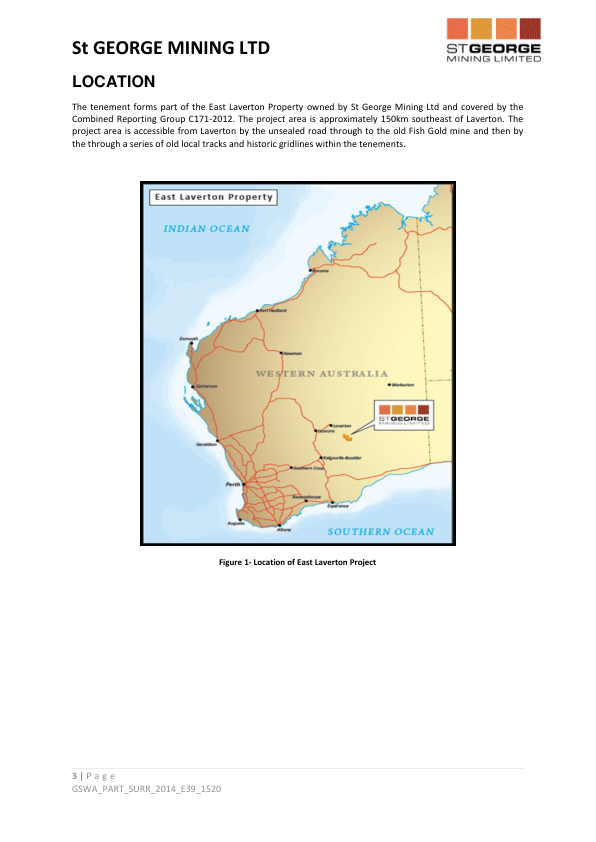 St GEORGE MINING LTD
STGEORGE
MINING LIMITED
LOCATION
The tenement forms part of the East Laverton Property owned by St George Mining Ltd and covered by the
Combined Reporting Group C171-2012. The project area is approximately 150km southeast of Laverton. The
project area is accessible from Laverton by the unsealed road through to the old Fish Gold mine and then by
the through a series of old local tracks and historic gridlines within the tenements.
East Laverton Property
INDIAN OCEAN
Broome
Port Hedland
Exmouth
Newman
WESTERN AUSTRALIA
Warburton
Carnarvon
STGEORGE
MINING LIMITED
Laverton
Leonora
Geraldton
Kalgoorlie-Boulder
Southern Cross
Perth
Ravensthorpe
Esperance
Augusta
Albany
SOUTHERN OCEAN
Figure 1- Location of East Laverton Project
3 | Page
GSWA_PART_SURR_2014_E39_1520